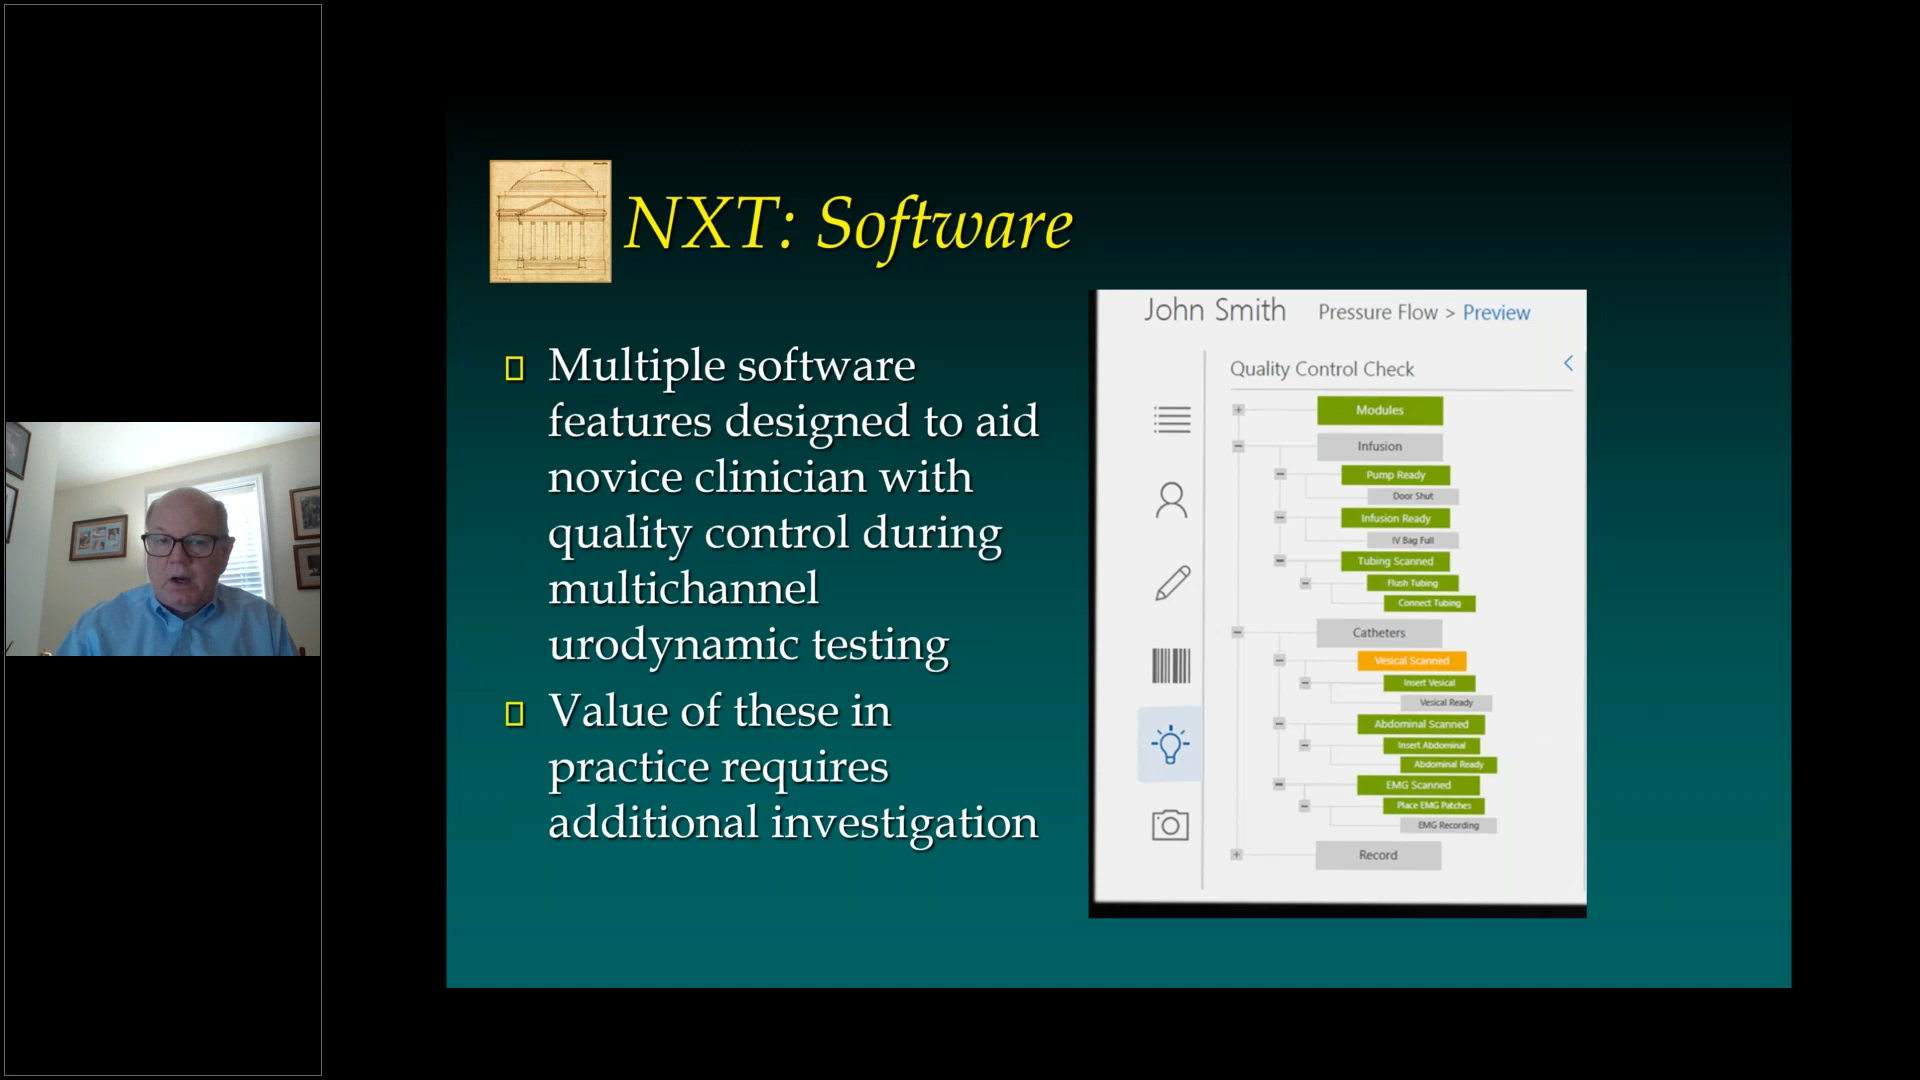 NXT: Software
Multiple software
features designed to aid
novice clinician with
quality control during
multichannel
urodynamic testing
Value of these in
practice requires
additional investigation
John Smith Pressure Flow > Preview
Quality Control Check
Modules
Infusion
Pump Ready
Door Shut
Infusion Ready
IV Bag Full
Tubing Scanned
Flush Tubing
Connect Tubing
Catheters
Vesical Scanned
Insert Vesical
Vesical Ready
Abdominal Scanned
Insert Abdominal
Abdominal Ready
EMG Scanned
Place EMG Patches
EMG Recording
Record